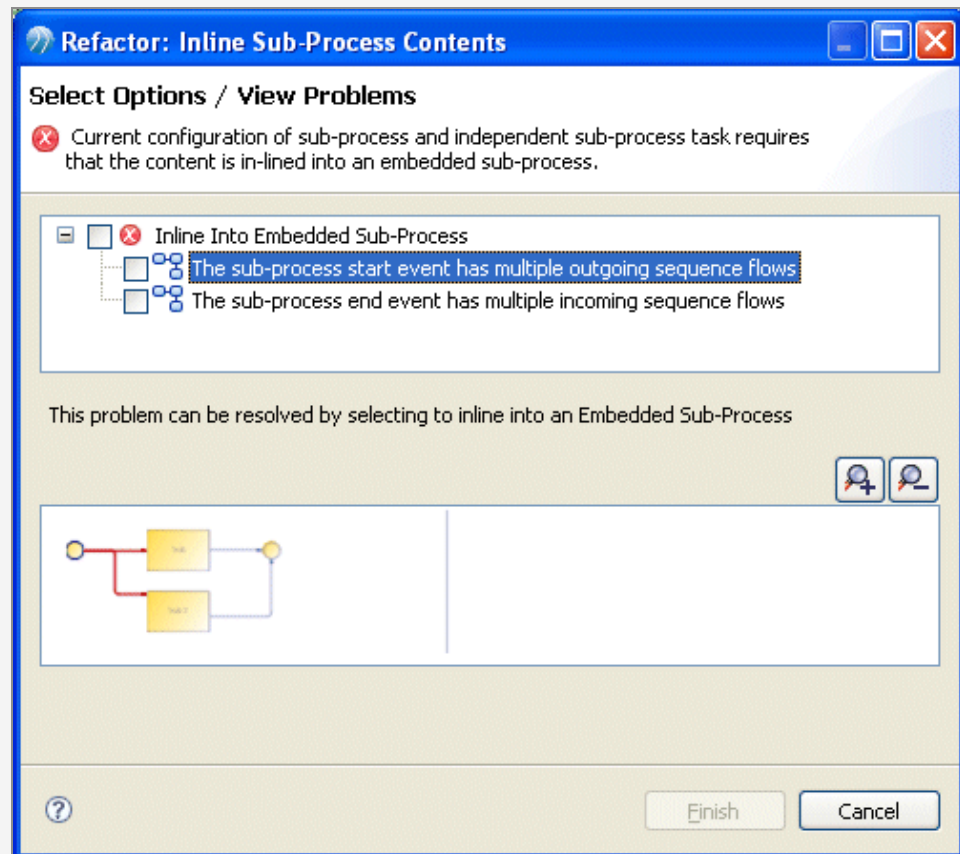 Refactor: Inline Sub-Process Contents
Select Options / View Problems
Current configuration of sub-process and independent sub-process task requires
that the content is in-lined into an embedded sub-process.
Inline Into Embedded Sub-Process
The sub-process start event has multiple outgoing sequence flows
The sub-process end event has multiple incoming sequence flows
This problem can be resolved by selecting to inline into an Embedded Sub-Process
Finish
Cancel